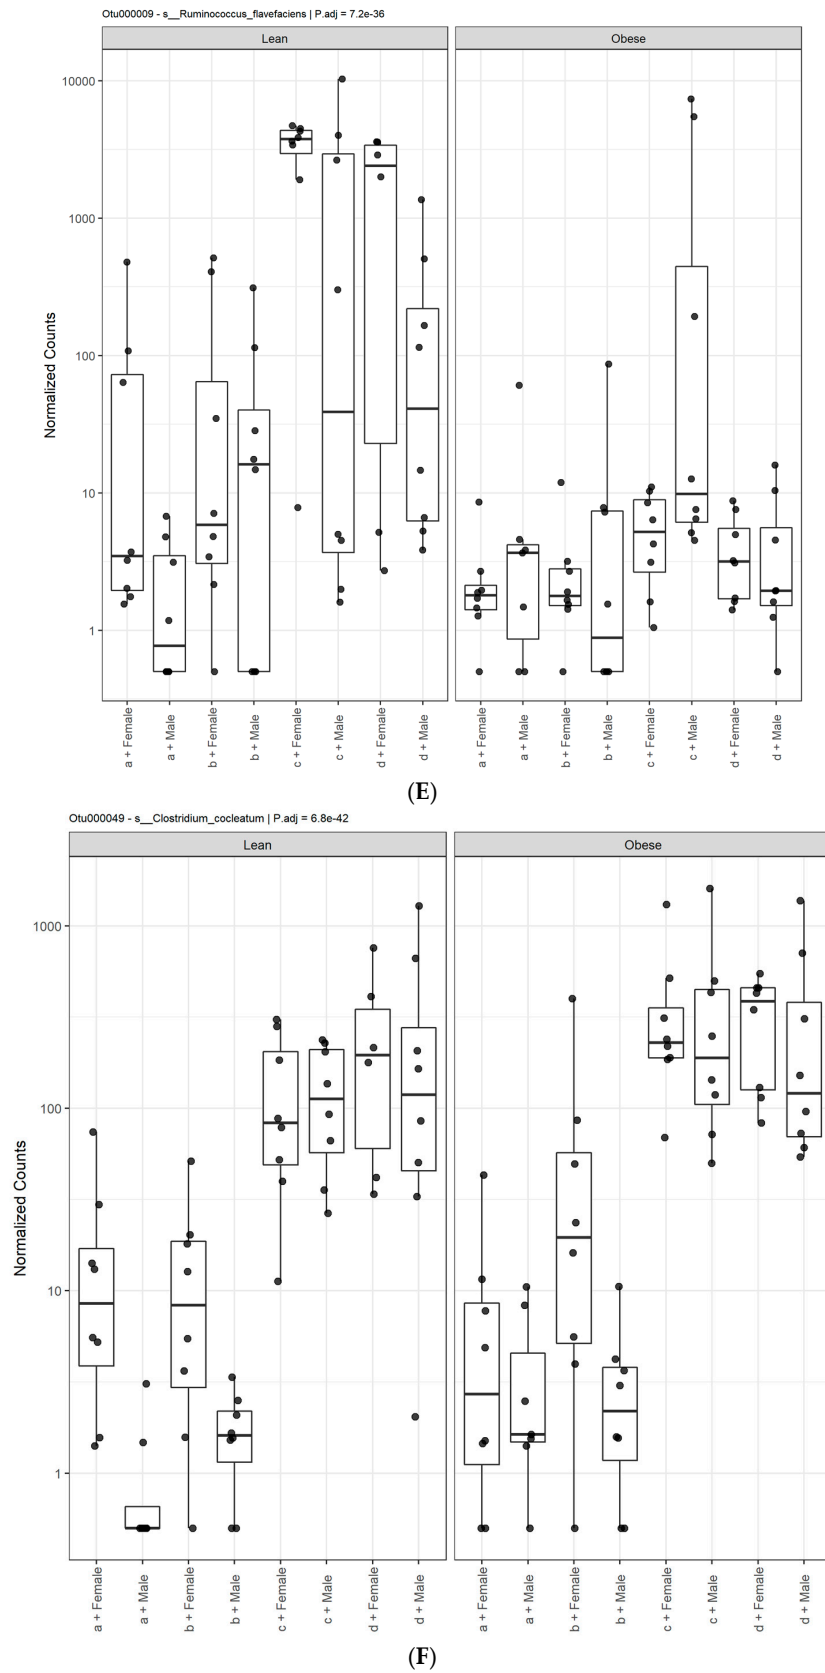 Otu000009 - s__Ruminococcus_flavefaciens | P.adj = 7.2e-36
Lean
Obese
Normalized Counts
10000
1000
100
10
1
a + Female
a + Male
b + Female
b + Male
c + Female
c + Male
d + Female
d + Male
a + Female
a + Male
b + Female
b + Male
c + Female
c + Male
d + Female
d + Male
(E)
Otu000049 - s__Clostridium_cocleatum | P.adj = 6.8e-42
Lean
Obese
Normalized Counts
1000
100
10
1
a + Female
a + Male
b + Female
b + Male
c + Female
c + Male
d + Female
d + Male
a + Female
a + Male
b + Female
b + Male
c + Female
c + Male
d + Female
d + Male
(F)